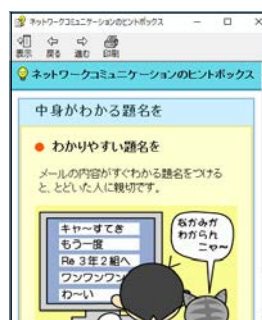 ネットワークコミュニケーションのヒントボックス
表示 戻る 進む 印刷
ネットワークコミュニケーションのヒントボックス
中身がわかる題名を
● わかりやすい題名を
メールの内容がすぐわかる題名をつける
と、とどいた人に親切です。
キャ〜すてき
もう一度
Re 3年2組へ
ワンワンワン
わ〜い
なかみが
わからん
ニャ〜